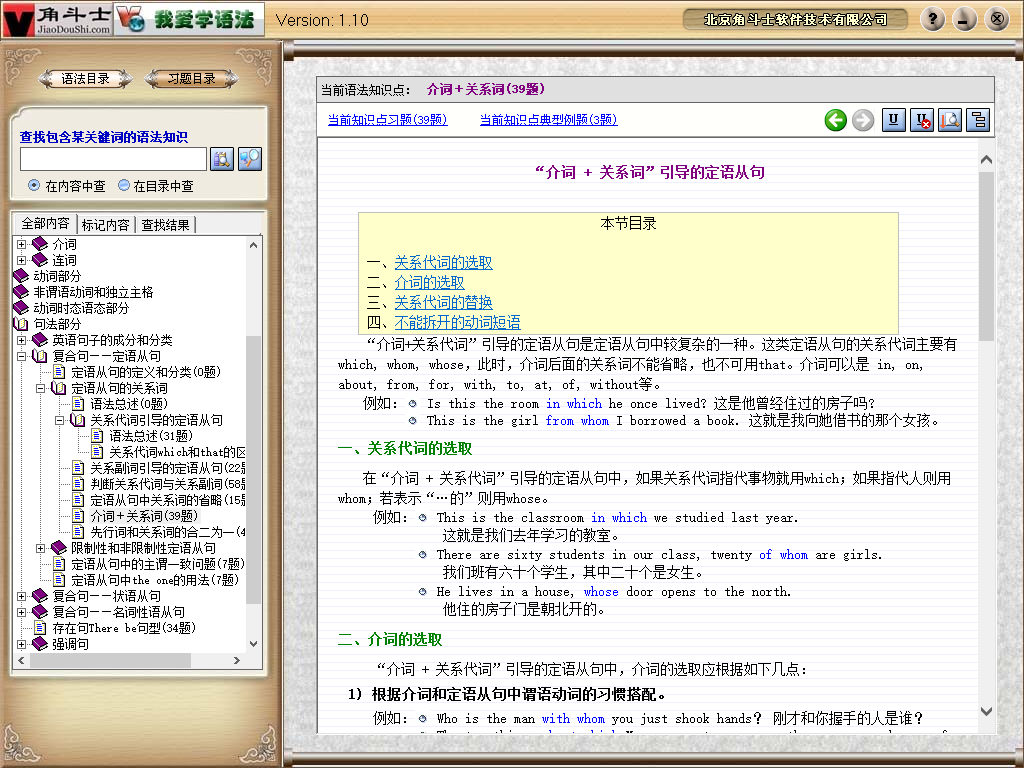 角斗士
JiaoDouShi.com
我爱学语法
Version: 1.10
北京角斗士软件技术有限公司
语法目录
习题目录
查找包含某关键词的语法知识
在内容中查
在目录中查
全部内容
标记内容
查找结果
介词
连词
动词部分
非谓语动词和独立主格
动词时态语态部分
句法部分
英语句子的成分和分类
复合句－－定语从句
定语从句的定义和分类(0题)
定语从句的关系词
语法总述(0题)
关系代词引导的定语从句
语法总述(31题)
关系代词which和that的区
关系副词引导的定语从句(22题
判断关系代词与关系副词(58题
定语从句中关系词的省略(15题
介词＋关系词(39题)
先行词和关系词的合二为一(4
限制性和非限制性定语从句
定语从句中的主谓一致问题(7题)
定语从句中the one的用法(7题)
复合句－－状语从句
复合句－－名词性语从句
存在句There be句型(34题)
强调句
当前语法知识点： 介词＋关系词(39题)
当前知识点习题(39题)
当前知识点典型例题(3题)
“介词 + 关系词”引导的定语从句
本节目录
一、关系代词的选取
二、介词的选取
三、关系代词的替换
四、不能拆开的动词短语
“介词+关系代词”引导的定语从句是定语从句中较复杂的一种。这类定语从句的关系代词主要有
which, whom, whose，此时，介词后面的关系词不能省略，也不可用that。介词可以是 in, on,
about, from, for, with, to, at, of, without等。
例如： Is this the room in which he once lived？这是他曾经住过的房子吗？
This is the girl from whom I borrowed a book. 这就是我向她借书的那个女孩。
一、关系代词的选取
在“介词 + 关系代词”引导的定语从句中，如果关系代词指代事物就用which；如果指代人则用
whom；若表示“…的”则用whose。
例如： This is the classroom in which we studied last year.
这就是我们去年学习的教室。
There are sixty students in our class, twenty of whom are girls.
我们班有六十个学生，其中二十个是女生。
He lives in a house, whose door opens to the north.
他住的房子门是朝北开的。
二、介词的选取
“介词 + 关系代词”引导的定语从句中，介词的选取应根据如下几点：
1) 根据介词和定语从句中谓语动词的习惯搭配。
例如： Who is the man with whom you just shook hands？ 刚才和你握手的人是谁？